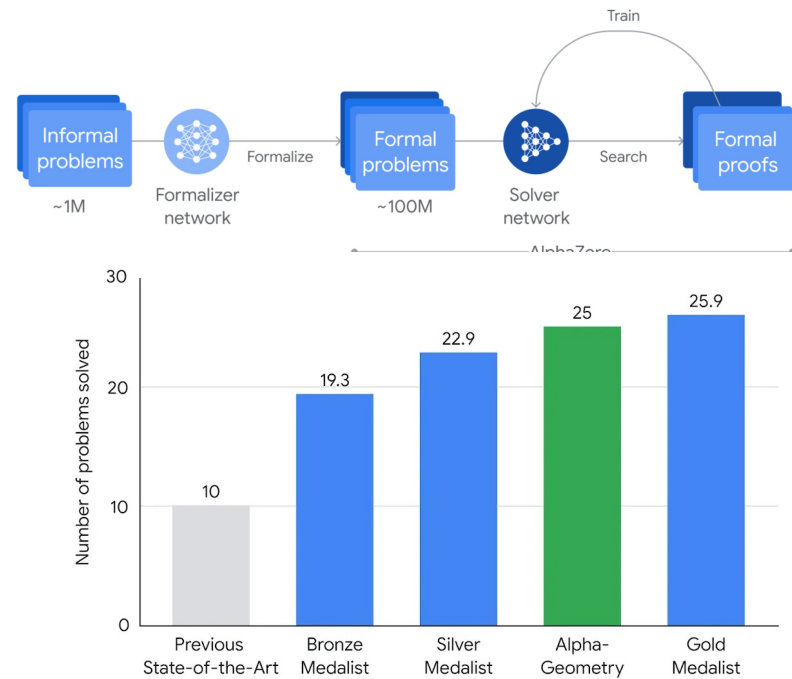 Train
Informal
problems
Formalize
Formal
problems
Search
Formal
proofs
~1M
Formalizer
network
~100M
Solver
network
AlphaZero
Number of problems solved
30
20
10
0
10
19.3
22.9
25
25.9
Previous
State-of-the-Art
Bronze
Medalist
Silver
Medalist
Alpha-
Geometry
Gold
Medalist